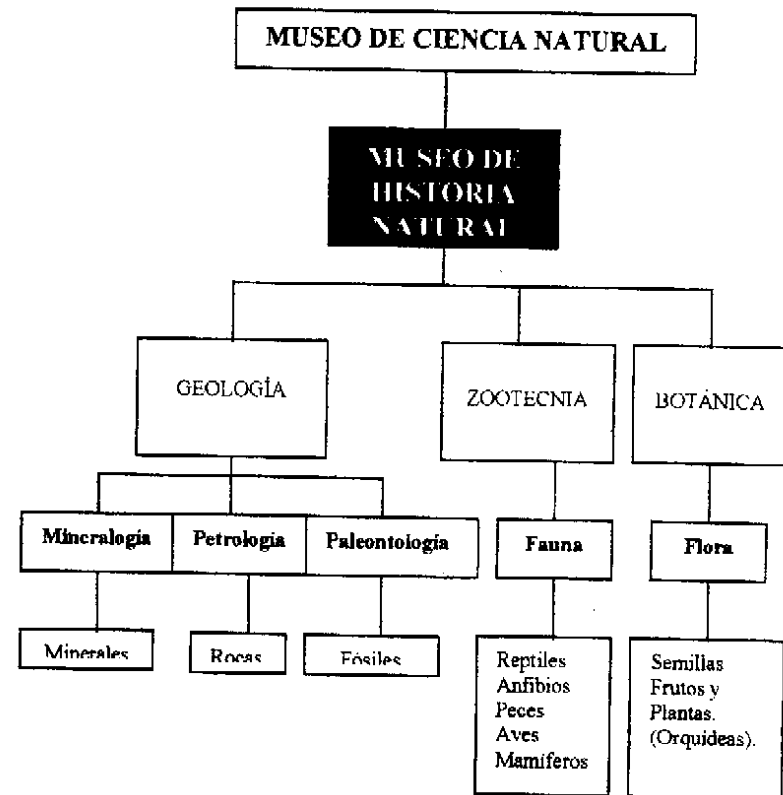 MUSEO DE CIENCIA NATURAL
MUSEO DE
HISTORIA
NATURAL
GEOLOGÍA
ZOOTECNIA
BOTÁNICA
Mineralogía
Petrologia
Paleontología
Fauna
Flora
Minerales
Rocas
Fósiles
Reptiles
Anfibios
Peces
Aves
Mamíferos
Semillas
Frutos y
Plantas.
(Orquideas).